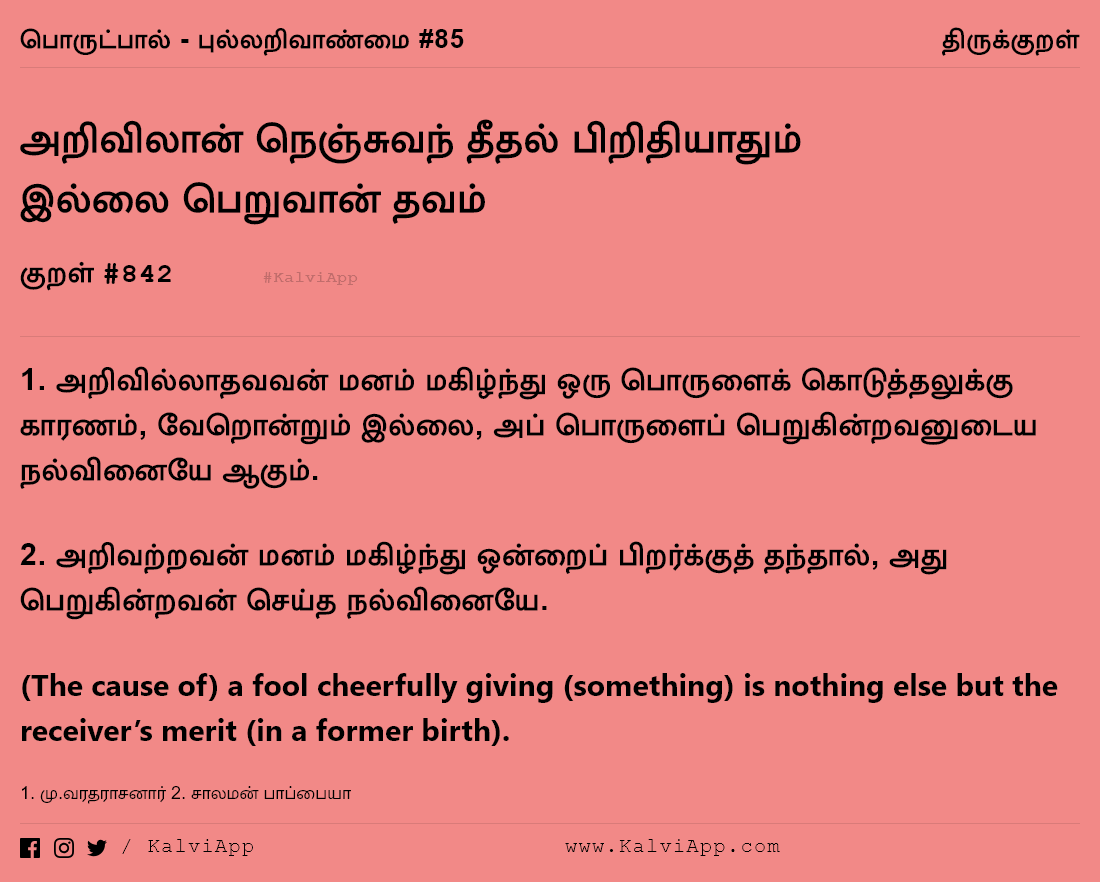 பொருட்பால் - புல்லறிவாண்மை #85 திருக்குறள்
அறிவிலான் நெஞ்சுவந் தீதல் பிறிதியாதும்
இல்லை பெறுவான் தவம்
குறள் #842 #KalviApp
1. அறிவில்லாதவவன் மனம் மகிழ்ந்து ஒரு பொருளைக் கொடுத்தலுக்கு
காரணம், வேறொன்றும் இல்லை, அப் பொருளைப் பெறுகின்றவனுடைய
நல்வினையே ஆகும்.
2. அறிவற்றவன் மனம் மகிழ்ந்து ஒன்றைப் பிறர்க்குத் தந்தால், அது
பெறுகின்றவன் செய்த நல்வினையே.
(The cause of) a fool cheerfully giving (something) is nothing else but the
receiver’s merit (in a former birth).
1. மு.வரதராசனார் 2. சாலமன் பாப்பையா
/ KalviApp www.KalviApp.com